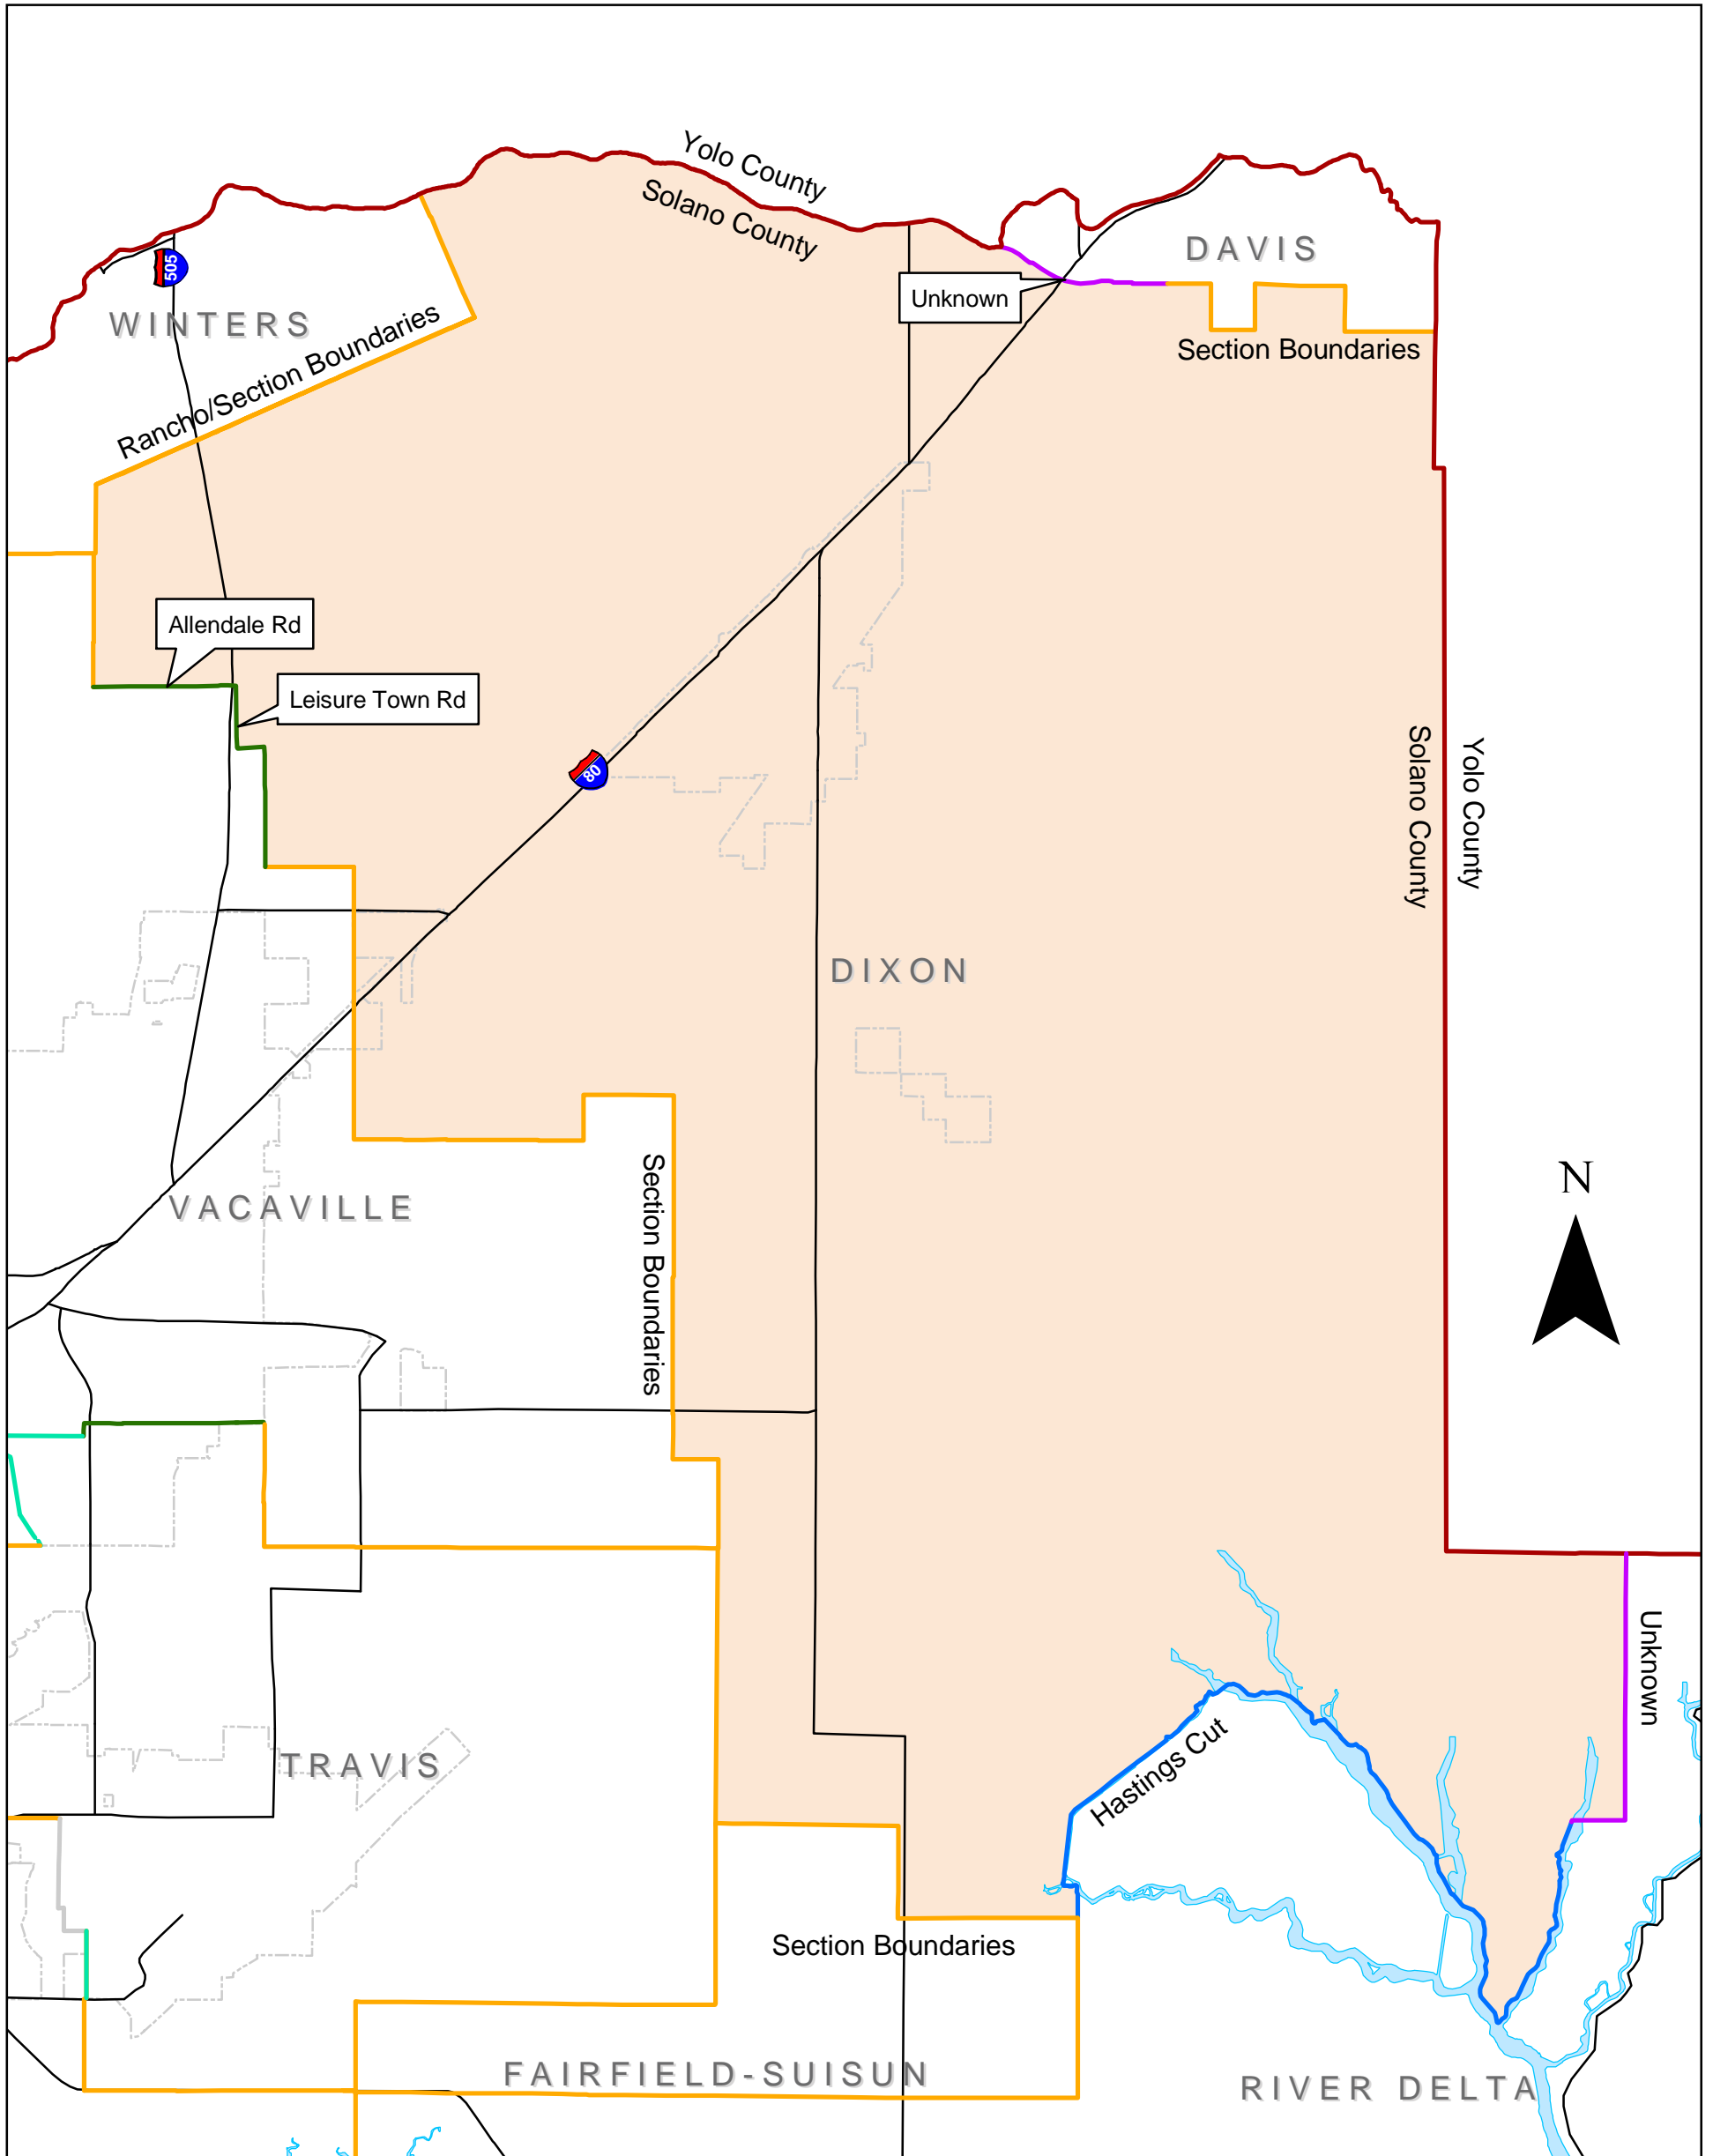 Yolo County
Solano County
DAVIS
505
Unknown
WINTERS
Section Boundaries
Rancho/Section Boundaries
Allendale Rd
Leisure Town Rd
80
Solano County
Yolo County
DIXON
N
Section Boundaries
VACAVILLE
Unknown
Hastings Cut
TRAVIS
Section Boundaries
FAIRFIELD-SUISUN
RIVER DELTA